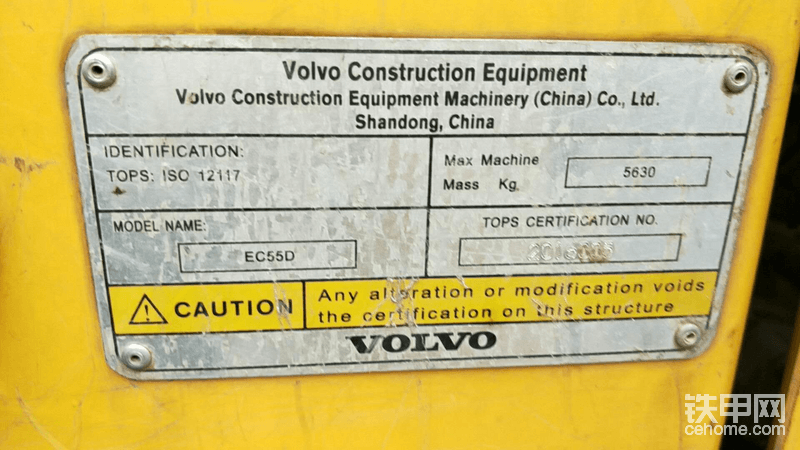 Volvo Construction Equipment
Volvo Construction Equipment Machinery (China) Co., Ltd.
Shandong, China
IDENTIFICATION:
TOPS: ISO 12117
Max Machine
Mass Kg
5630
MODEL NAME:
EC55D
TOPS CERTIFICATION NO.
CAUTION
Any alteration or modification voids
the certification on this structure
VOLVO
铁甲网
cehome.com